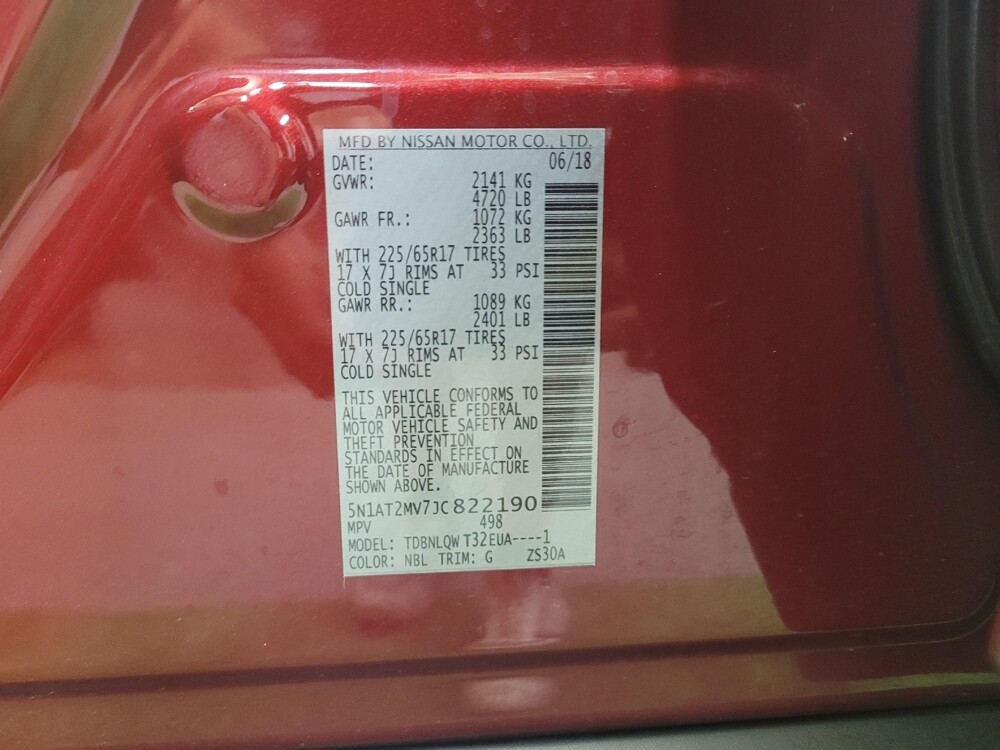 MFD BY NISSAN MOTOR CO., LTD.
DATE: 06/18
GVWR: 2141 KG
4720 LB
GAWR FR.: 1072 KG
2363 LB
WITH 225/65R17 TIRES
17 X 7J RIMS AT 33 PSI
COLD SINGLE
GAWR RR.: 1089 KG
2401 LB
WITH 225/65R17 TIRES
17 X 7J RIMS AT 33 PSI
COLD SINGLE
THIS VEHICLE CONFORMS TO
ALL APPLICABLE FEDERAL
MOTOR VEHICLE SAFETY AND
THEFT PREVENTION
STANDARDS IN EFFECT ON
THE DATE OF MANUFACTURE
SHOWN ABOVE.
5N1AT2MV7JC822190
MPV 498
MODEL: TDBNLQW T32EUA----1
COLOR: NBL TRIM: G ZS30A